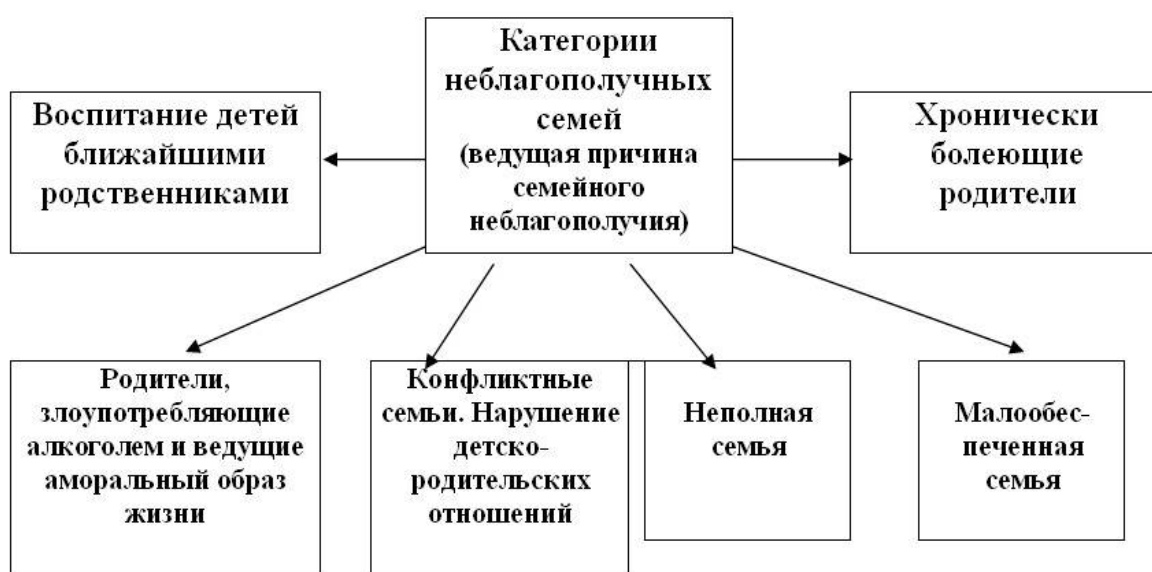 Категории
неблагополучных
семей
(ведущая причина
семейного
неблагополучия)
Воспитание детей
ближайшими
родственниками
Хронически
болеющие
родители
Родители,
злоупотребляющие
алкоголем и ведущие
аморальный образ
жизни
Конфликтные
семьи. Нарушение
детско-
родительских
отношений
Неполная
семья
Малообес-
печенная
семья